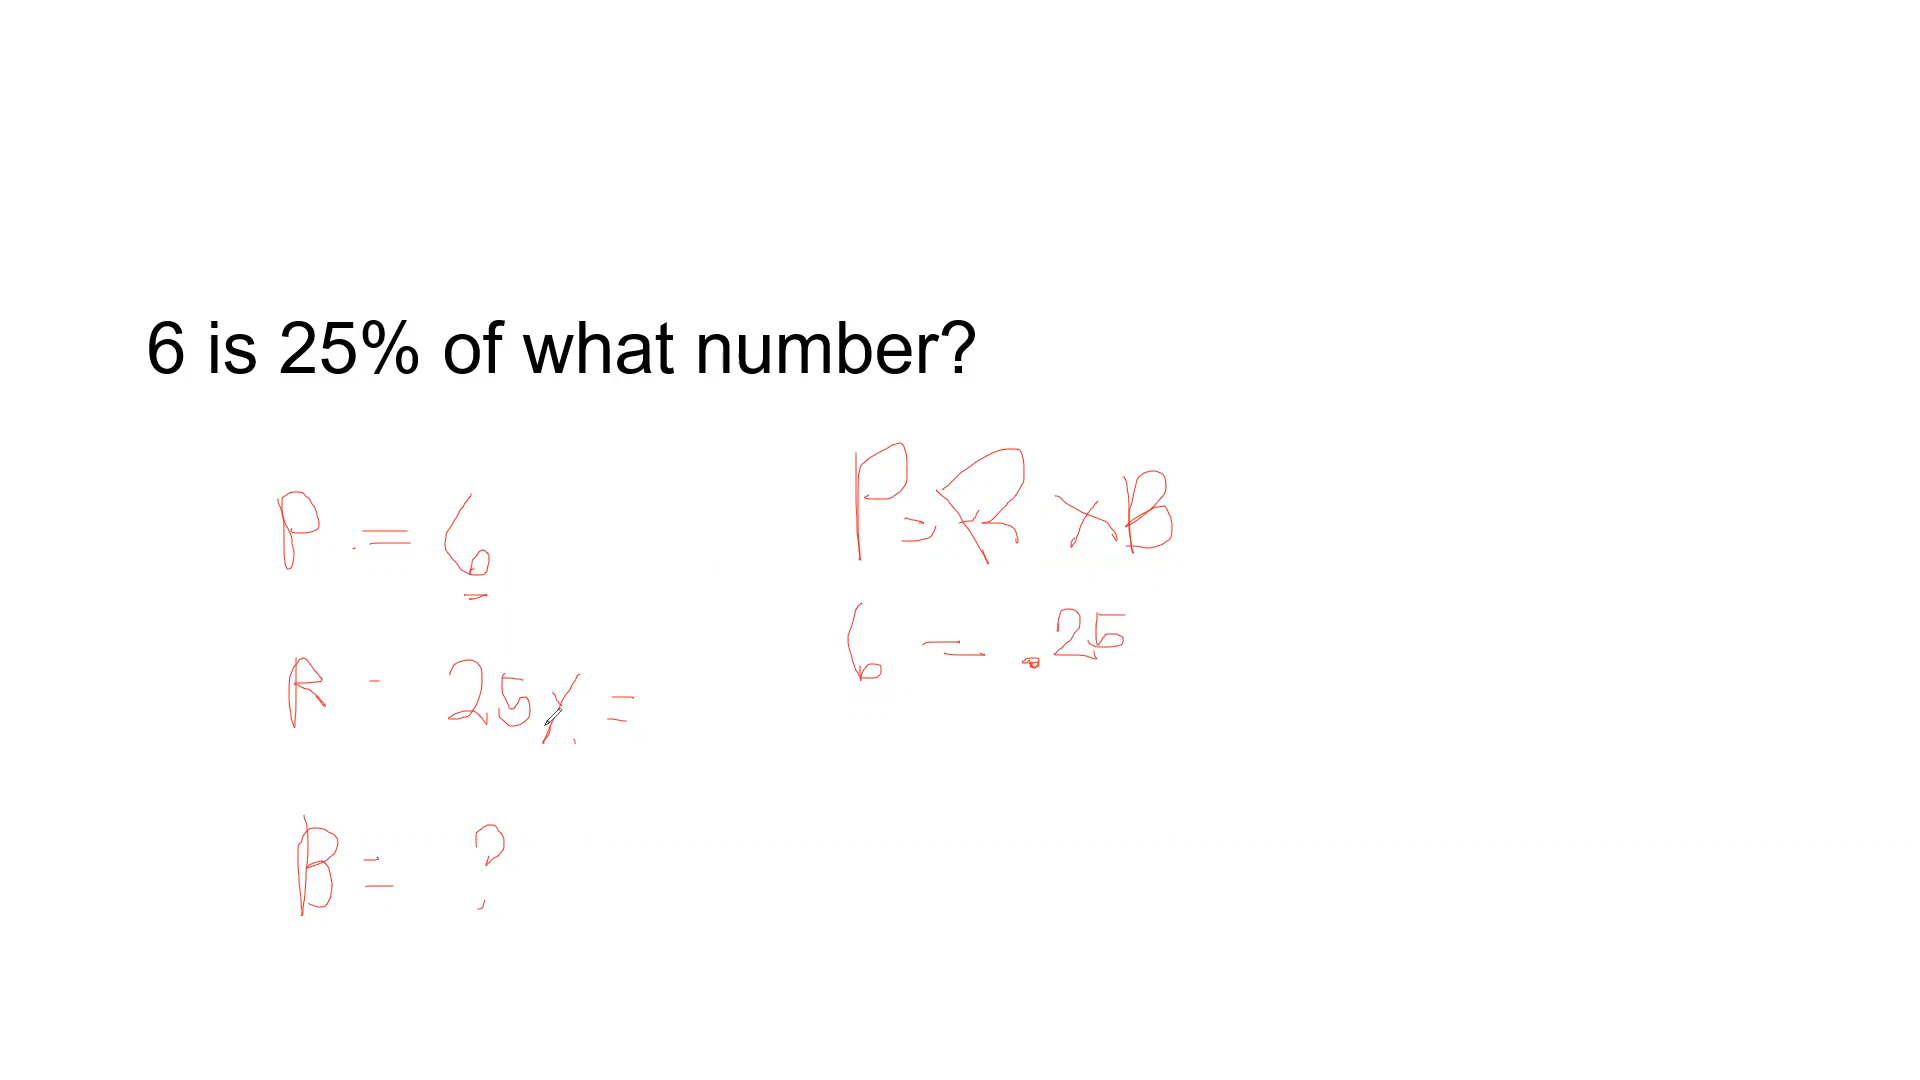 6 is 25% of what number?
P = 6
R - 25% =
B = ?
P = R × B
6 = .25